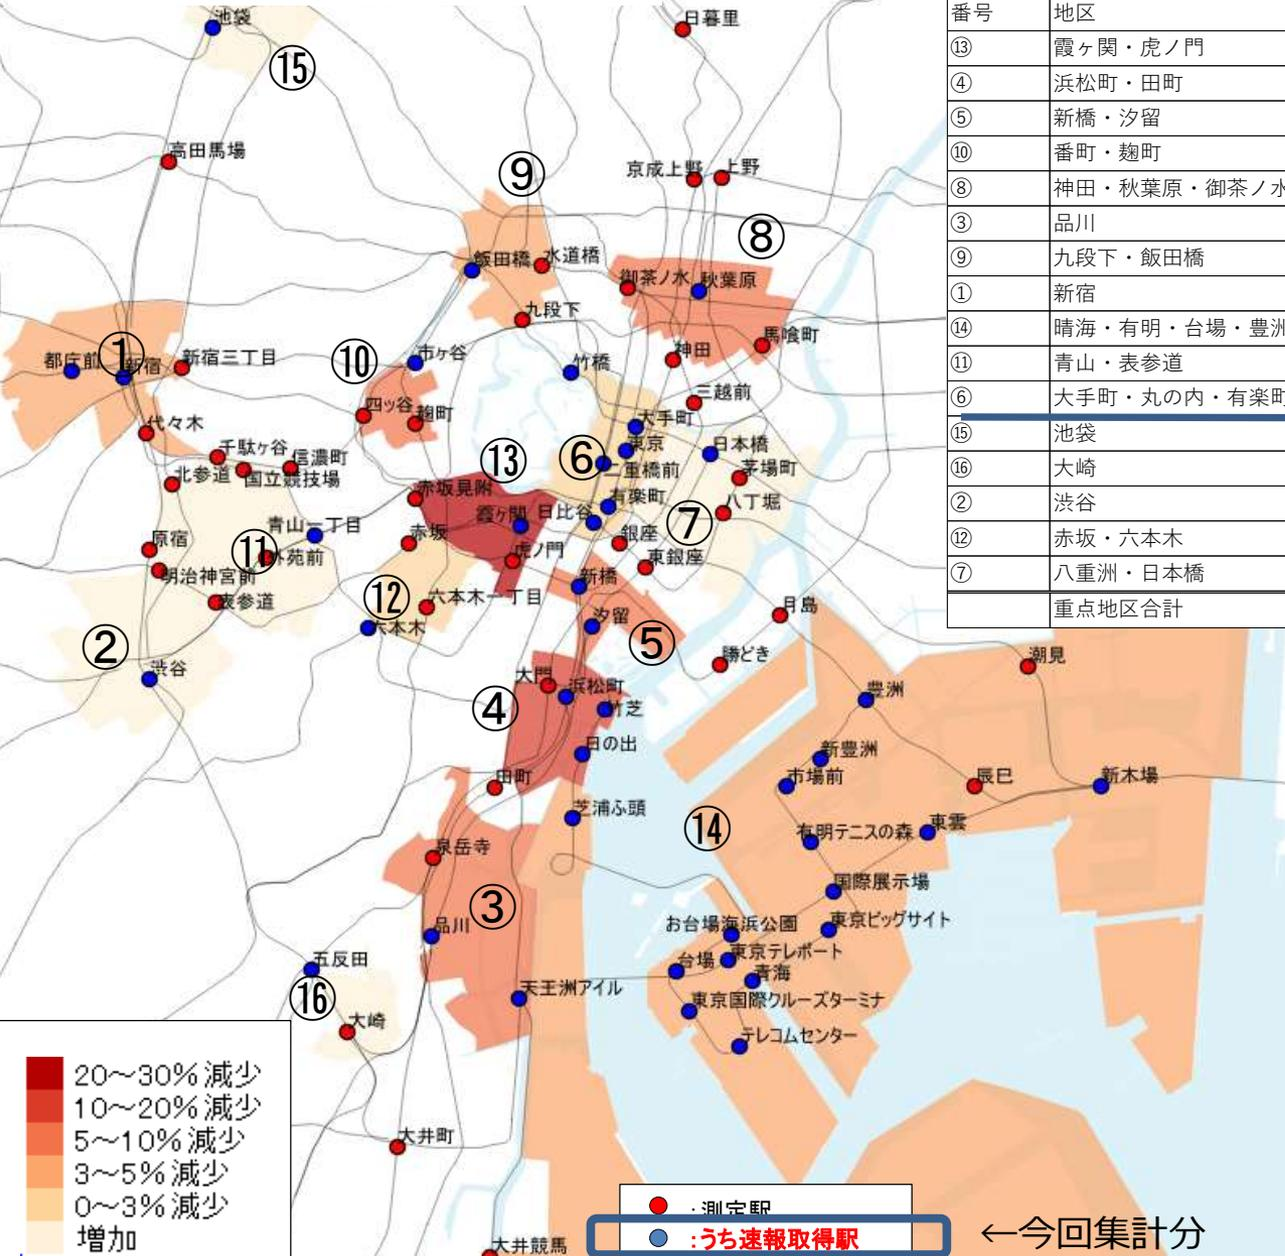 池袋
日暮里
⑮
高田馬場
京成上野
上野
⑨
⑧
飯田橋
水道橋
御茶ノ水
秋葉原
九段下
馬喰町
都庁前
①
新宿
新宿三丁目
⑩
市ヶ谷
竹橋
神田
三越前
代々木
四ッ谷
麹町
大手町
千駄ヶ谷
信濃町
北参道
国立競技場
⑬
⑥
東京
二重橋前
日本橋
茅場町
赤坂見附
霞ヶ関
日比谷
有楽町
⑦
八丁堀
原宿
青山一丁目
⑪
外苑前
赤坂
虎ノ門
銀座
東銀座
明治神宮前
表参道
⑫
六本木一丁目
六本木
新橋
汐留
⑤
月島
勝どき
②
渋谷
④
大門
浜松町
竹芝
日の出
田町
芝浦ふ頭
潮見
豊洲
新豊洲
市場前
辰巳
新木場
⑭
有明テニスの森
東雲
泉岳寺
③
品川
国際展示場
お台場海浜公園
東京ビッグサイト
五反田
⑯
大崎
天王洲アイル
台場
東京テレポート
青海
東京国際クルーズターミナ
テレコムセンター
大井町
大井競馬
番号 地区
⑬ 霞ヶ関・虎ノ門
④ 浜松町・田町
⑤ 新橋・汐留
⑩ 番町・麹町
⑧ 神田・秋葉原・御茶ノ水
③ 品川
⑨ 九段下・飯田橋
① 新宿
⑭ 晴海・有明・台場・豊洲
⑪ 青山・表参道
⑥ 大手町・丸の内・有楽町
⑮ 池袋
⑯ 大崎
② 渋谷
⑫ 赤坂・六本木
⑦ 八重洲・日本橋
重点地区合計
20～30%減少
10～20%減少
5～10%減少
3～5%減少
0～3%減少
増加
：測定駅
：うち速報取得駅
←今回集計分